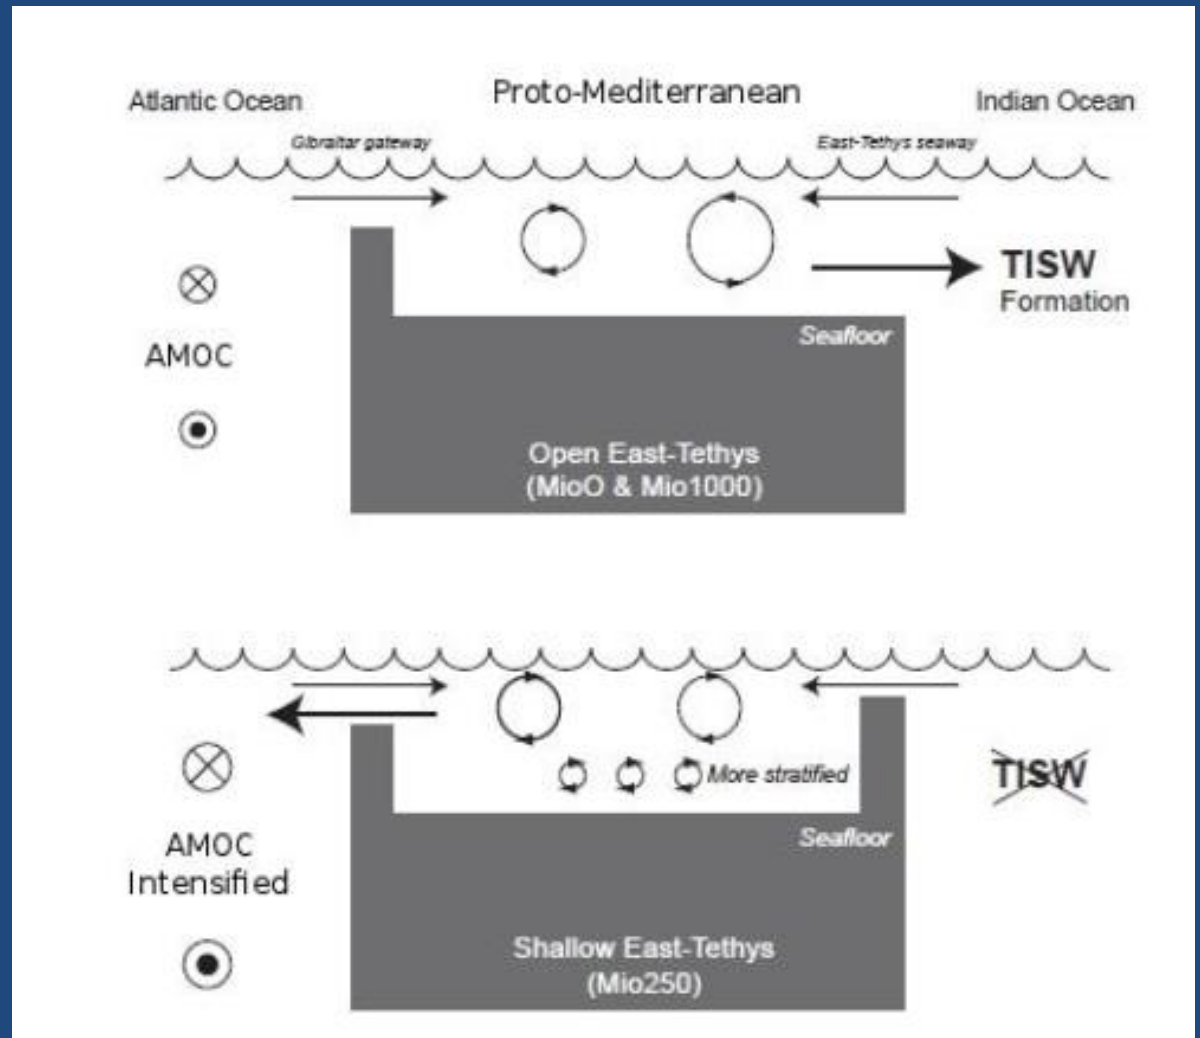 Atlantic Ocean
Proto-Mediterranean
Indian Ocean
Gibraltar gateway
East-Tethys seaway
TISW
Formation
AMOC
Seafloor
Open East-Tethys
(MioO & Mio1000)
More stratified
TISW
AMOC
Intensified
Seafloor
Shallow East-Tethys
(Mio250)